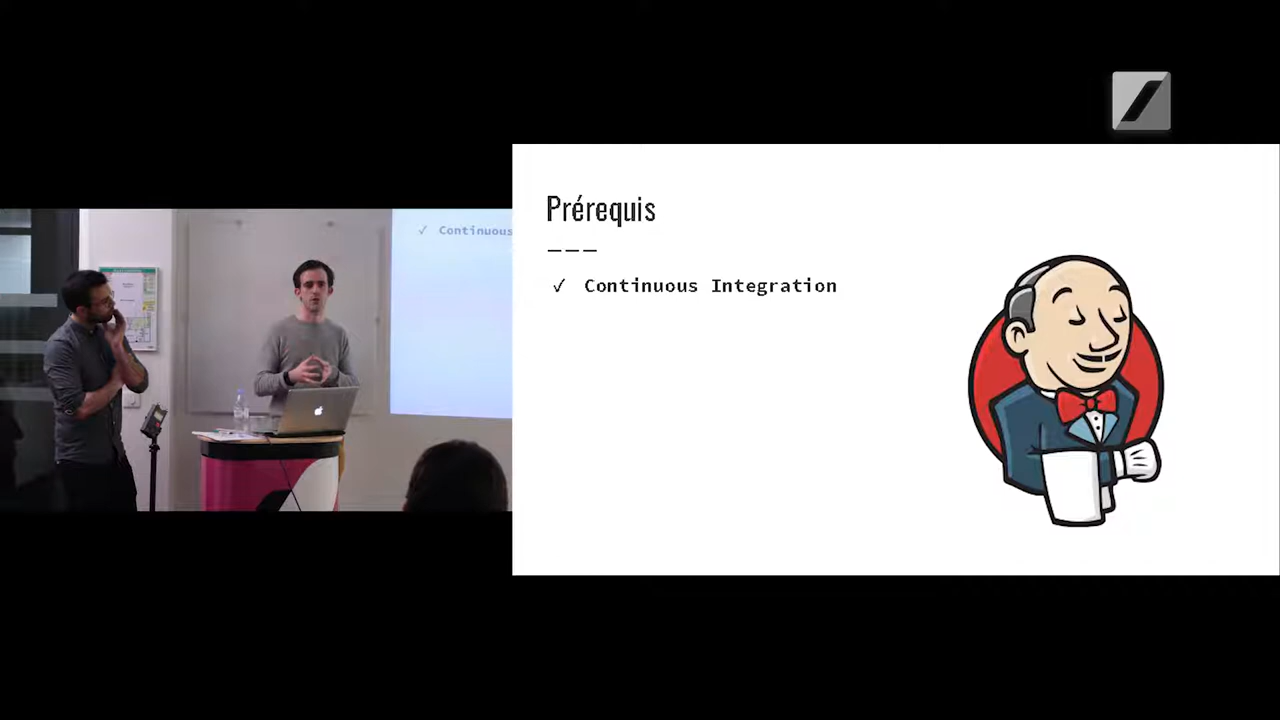 Prérequis
---
✓ Continuous Integration
✓ Continuous